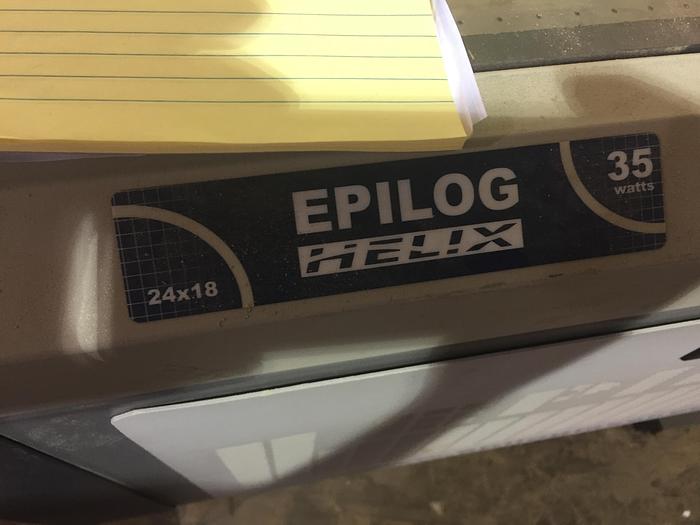 EPILOG
HELIX
24x18
35
watts